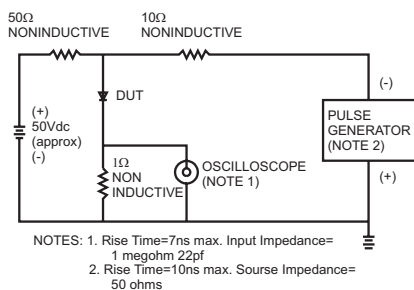 50Ω
NONINDUCTIVE
10Ω
NONINDUCTIVE
(+)
50Vdc
(approx)
(-)
DUT
(-)
PULSE
GENERATOR
(NOTE 2)
(+)
1Ω
NON
INDUCTIVE
OSCILLOSCOPE
(NOTE 1)
NOTES: 1. Rise Time=7ns max. Input Impedance=
1 megohm 22pf
2. Rise Time=10ns max. Sourse Impedance=
50 ohms